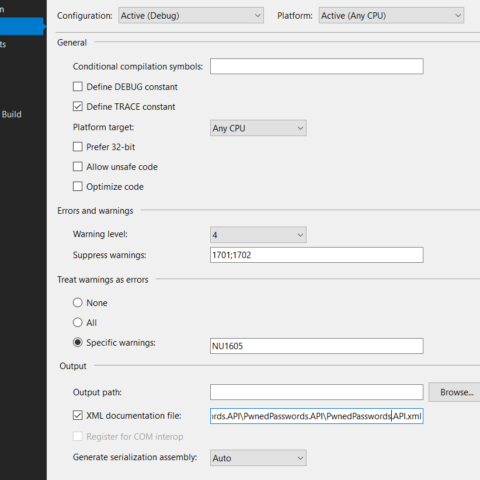 Configuration: Active (Debug) Platform: Active (Any CPU)
General
Conditional compilation symbols:
Define DEBUG constant
Define TRACE constant
Build
Platform target: Any CPU
Prefer 32-bit
Allow unsafe code
Optimize code
Errors and warnings
Warning level: 4
Suppress warnings: 1701;1702
Treat warnings as errors
None
All
Specific warnings: NU1605
Output
Output path: Browse...
XML documentation file: rds.API\PwnedPasswords.API\PwnedPasswords.API.xml
Register for COM interop
Generate serialization assembly: Auto